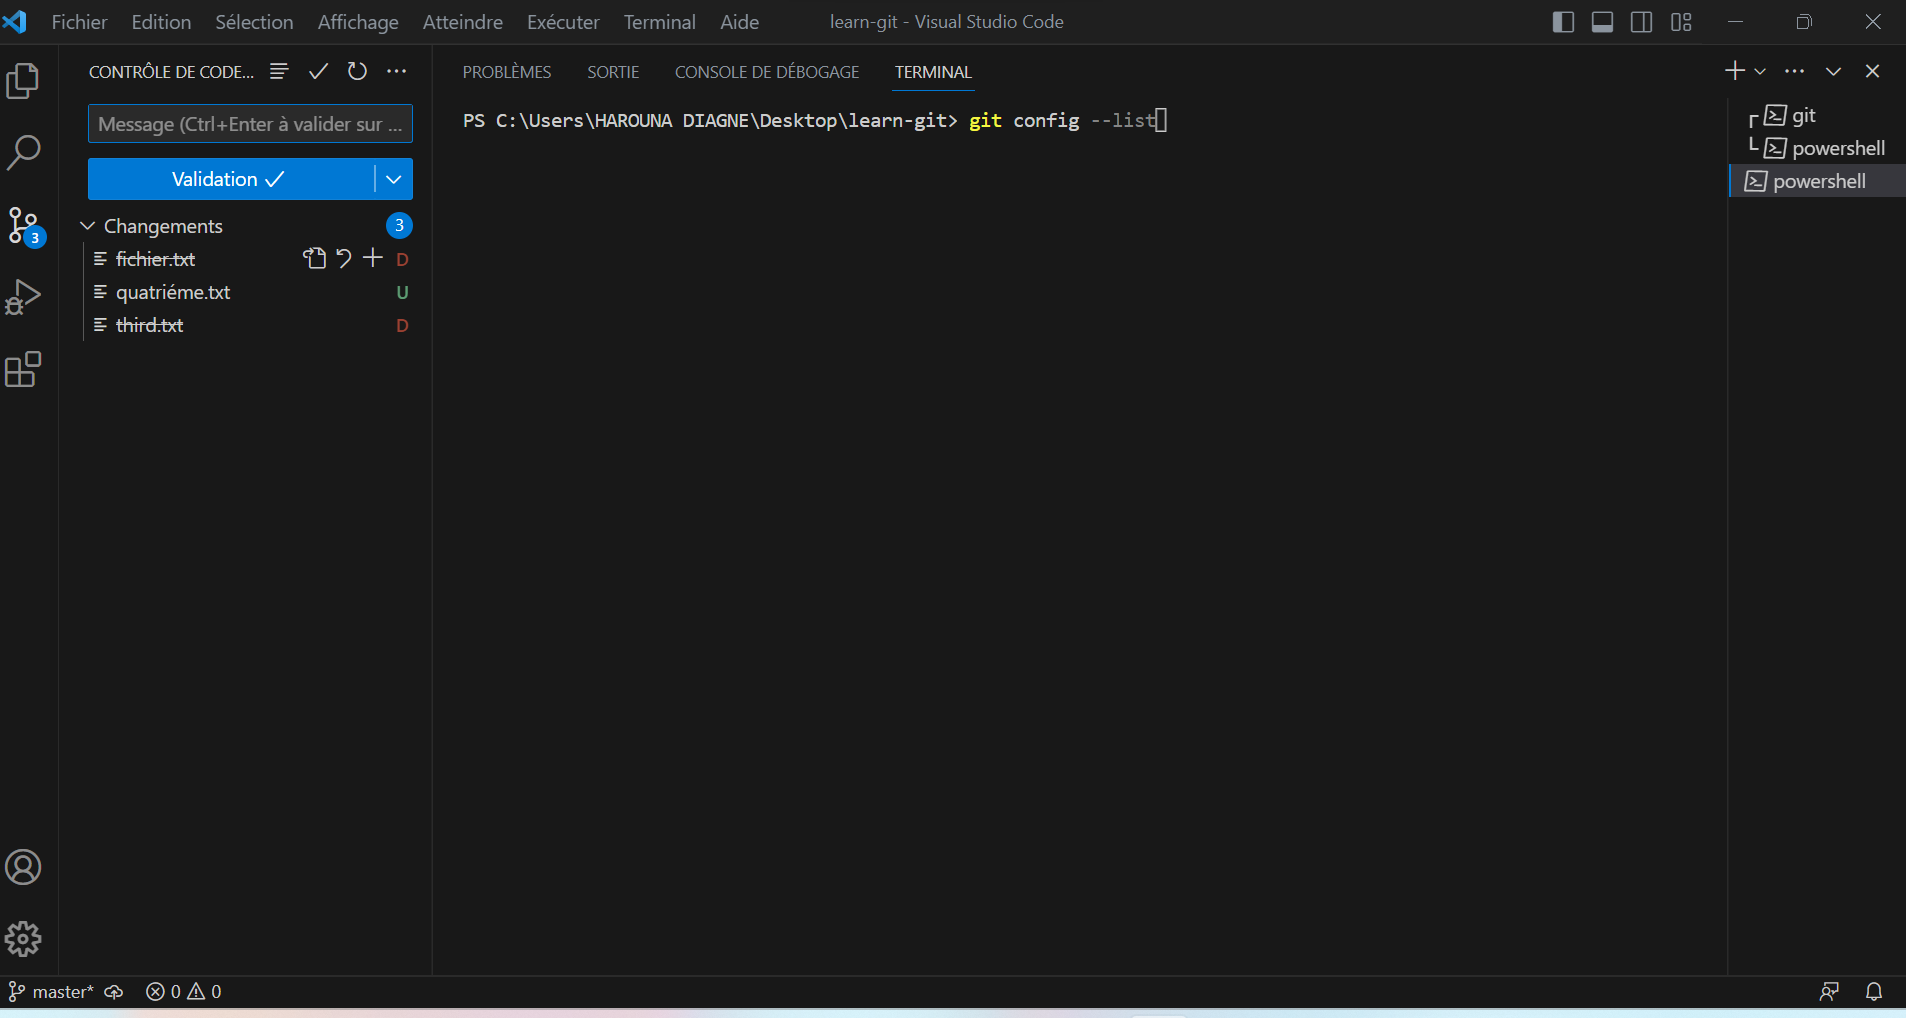 Fichier Edition Sélection Affichage Atteindre Exécuter Terminal Aide learn-git - Visual Studio Code
CONTRÔLE DE CODE...
PROBLÈMES SORTIE CONSOLE DE DÉBOGAGE TERMINAL
Message (Ctrl+Enter à valider sur ...
PS C:\Users\HAROUNA DIAGNE\Desktop\learn-git> git config --list
git
powershell
powershell
Validation
Changements 3
3
fichier.txt D
quatriéme.txt U
third.txt D
master* 0 0